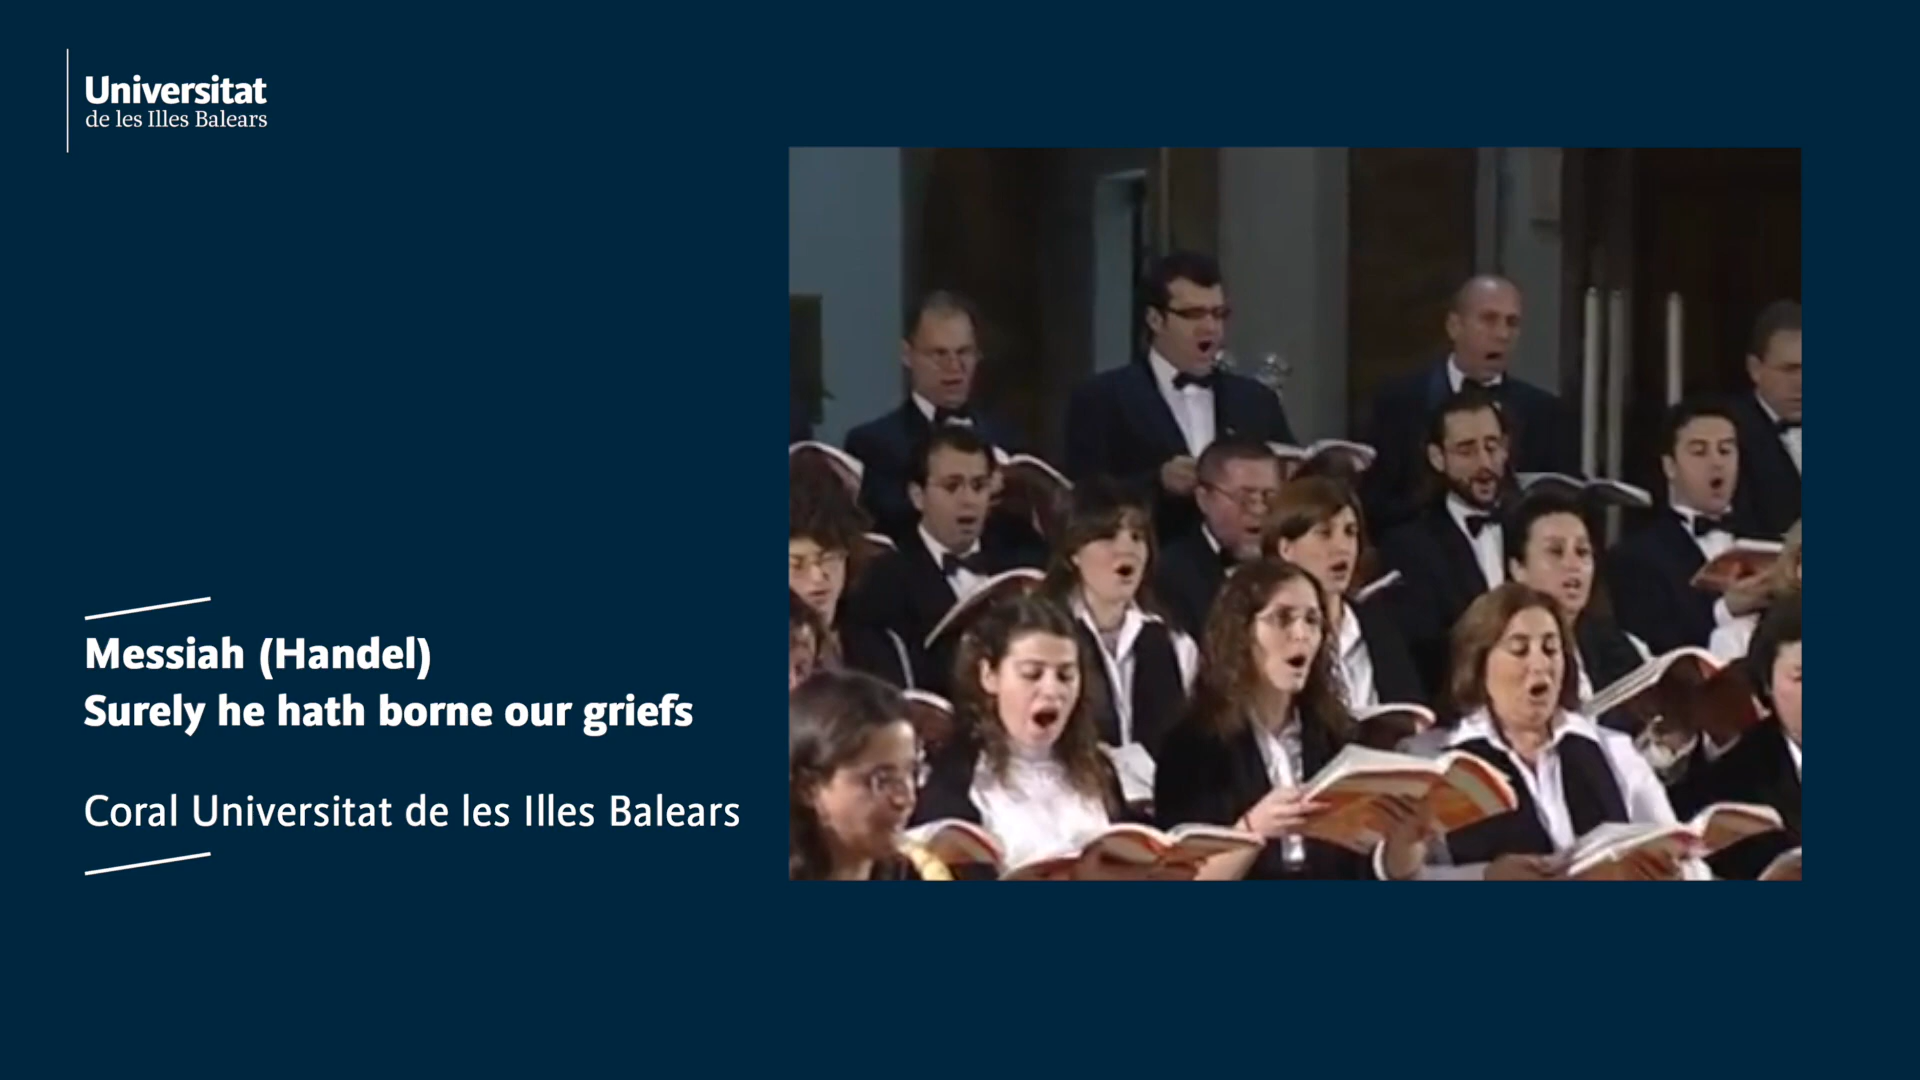 Universitat
de les Illes Balears
Messiah (Handel)
Surely he hath borne our griefs
Coral Universitat de les Illes Balears